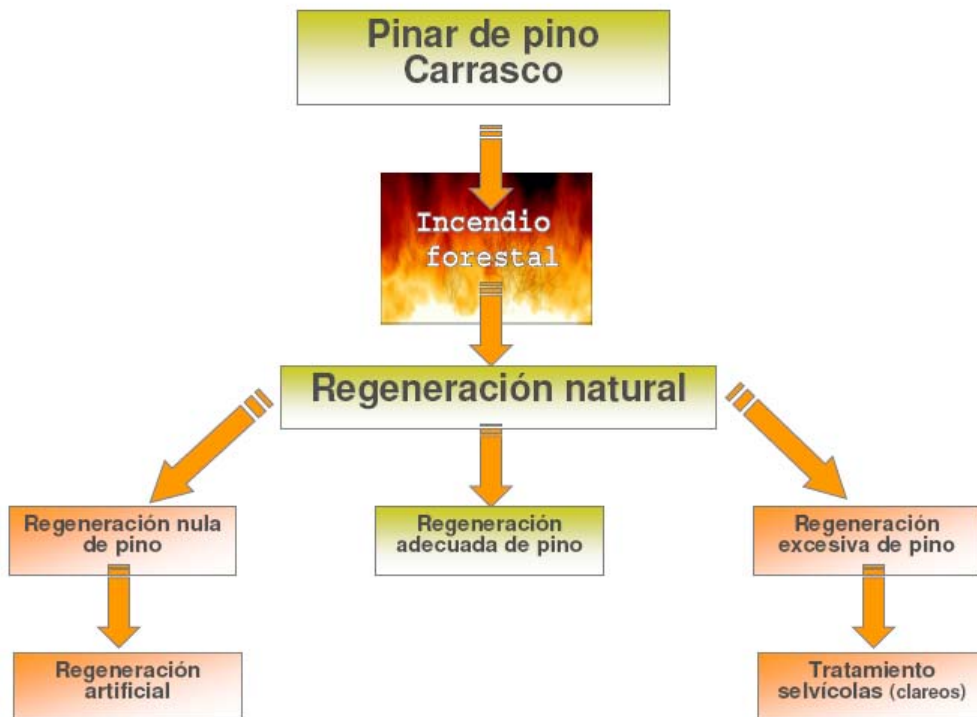 Pinar de pino
Carrasco
Incendio
forestal
Regeneración natural
Regeneración nula
de pino
Regeneración
adecuada de pino
Regeneración
excesiva de pino
Regeneración
artificial
Tratamiento
selvícolas (clareos)